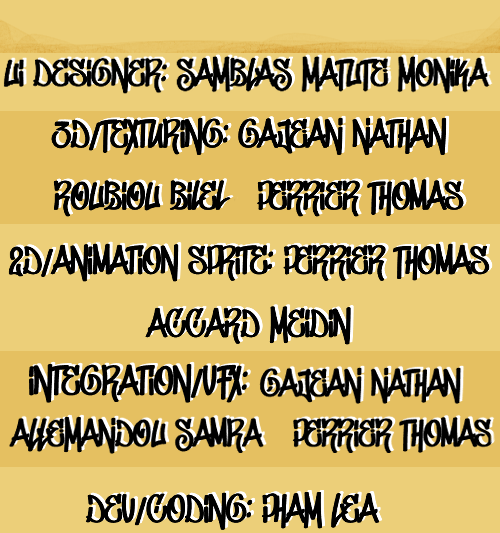 Ui DESiGNER: SAMBLAS MATUTE MONiKA
3D/TEXTURiNG: GAJEAN NATHAN
ROUBiOU BiLEL PERRiER THOMAS
2D/ANiMATiON SPRiTE: PERRiER THOMAS
ACCARD MEiDiN
iNTEGRATiON/VFX: GAJEAN NATHAN
ALLEMANDOU SAMRA PERRiER THOMAS
DEV/CODiNG: PHAM LEA